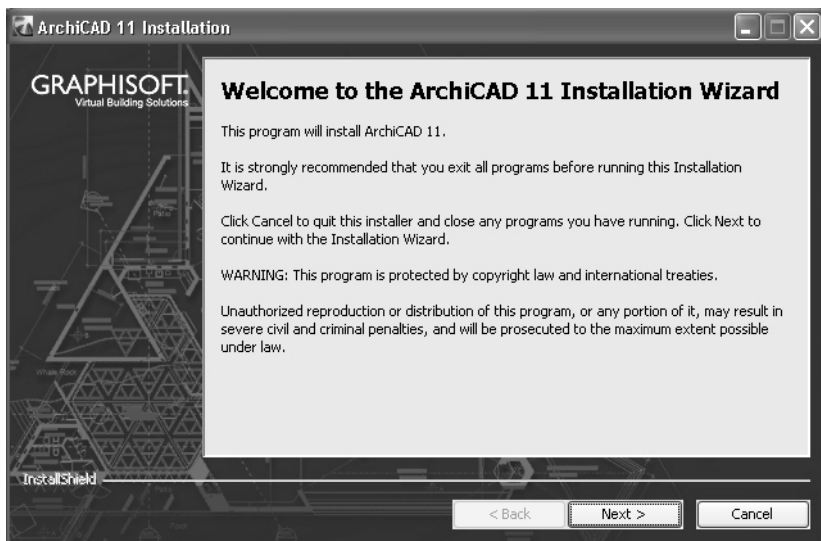 ArchiCAD 11 Installation
GRAPHISOFT.
Virtual Building Solutions
Welcome to the ArchiCAD 11 Installation Wizard
This program will install ArchiCAD 11.
It is strongly recommended that you exit all programs before running this Installation
Wizard.
Click Cancel to quit this installer and close any programs you have running. Click Next to
continue with the Installation Wizard.
WARNING: This program is protected by copyright law and international treaties.
Unauthorized reproduction or distribution of this program, or any portion of it, may result in
severe civil and criminal penalties, and will be prosecuted to the maximum extent possible
under law.
Patio
Whale Rock
InstallShield
< Back
Next >
Cancel